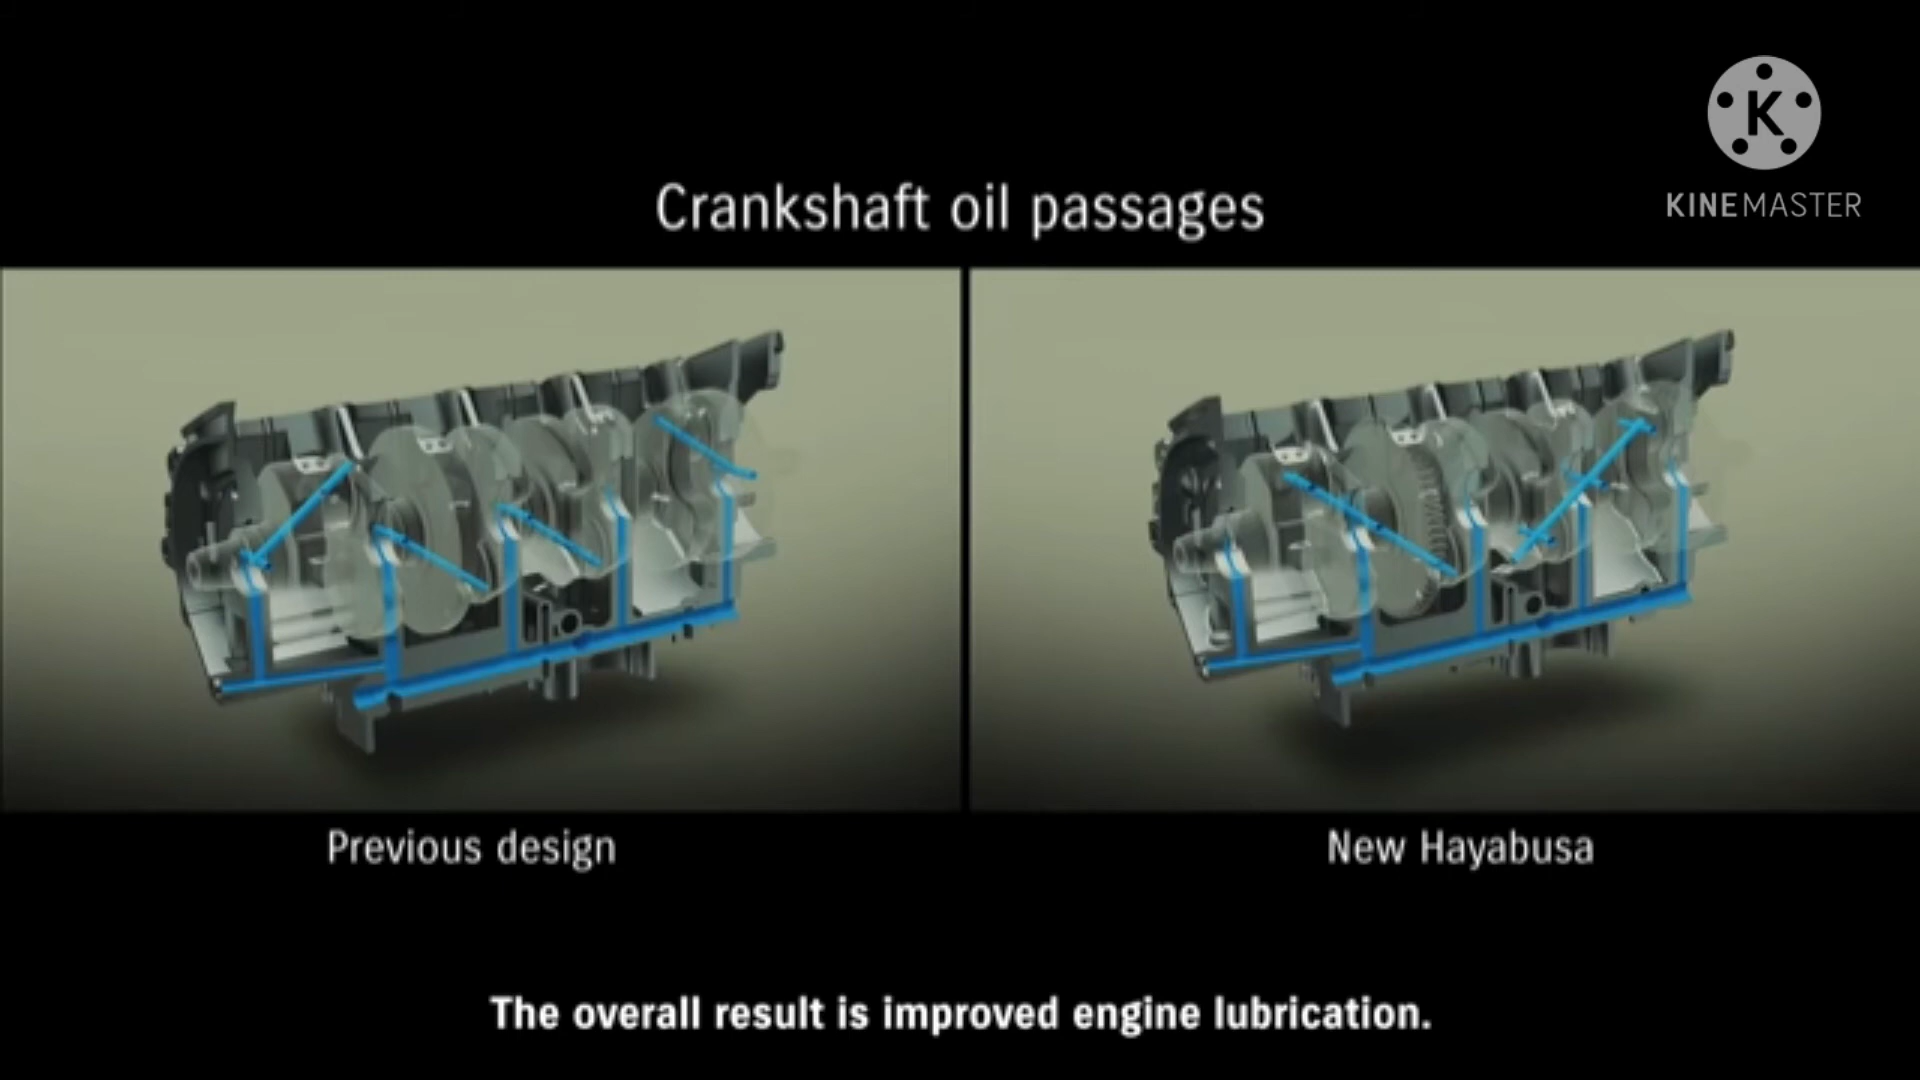 K
KINEMASTER
Crankshaft oil passages
Previous design
New Hayabusa
The overall result is improved engine lubrication.